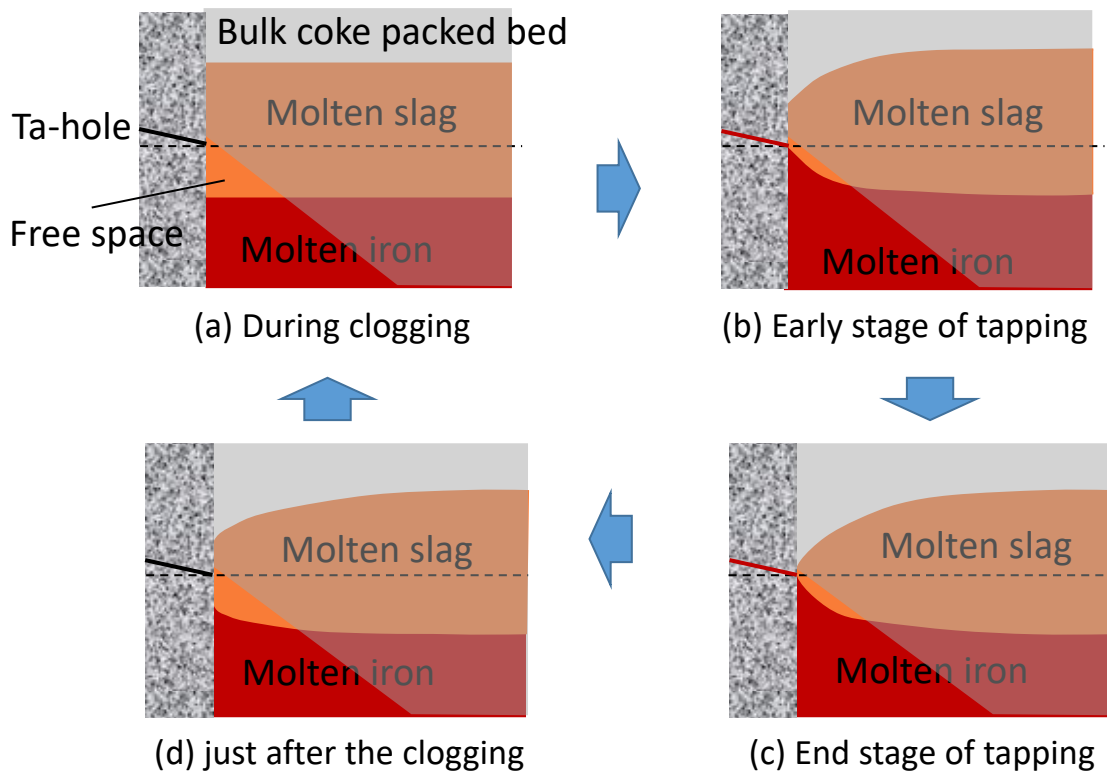 Bulk coke packed bed
Molten slag
Ta-hole
Free space
Molten iron
(a) During clogging
Molten slag
Molten iron
(b) Early stage of tapping
Molten slag
Molten iron
(d) just after the clogging
Molten slag
Molten iron
(c) End stage of tapping